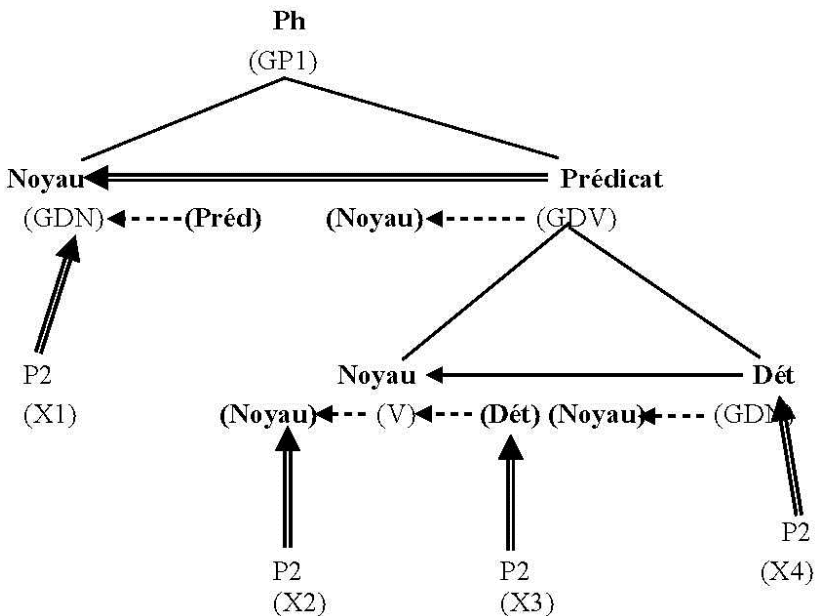 Ph
(GP1)
Noyau Prédicat
(GDN) (Préd) (Noyau) (GDV)
Noyau Dét
P2
(X1) (Noyau) (V) (Dét) (Noyau) (GDN)
P2
P2 P2 (X4)
(X2) (X3)